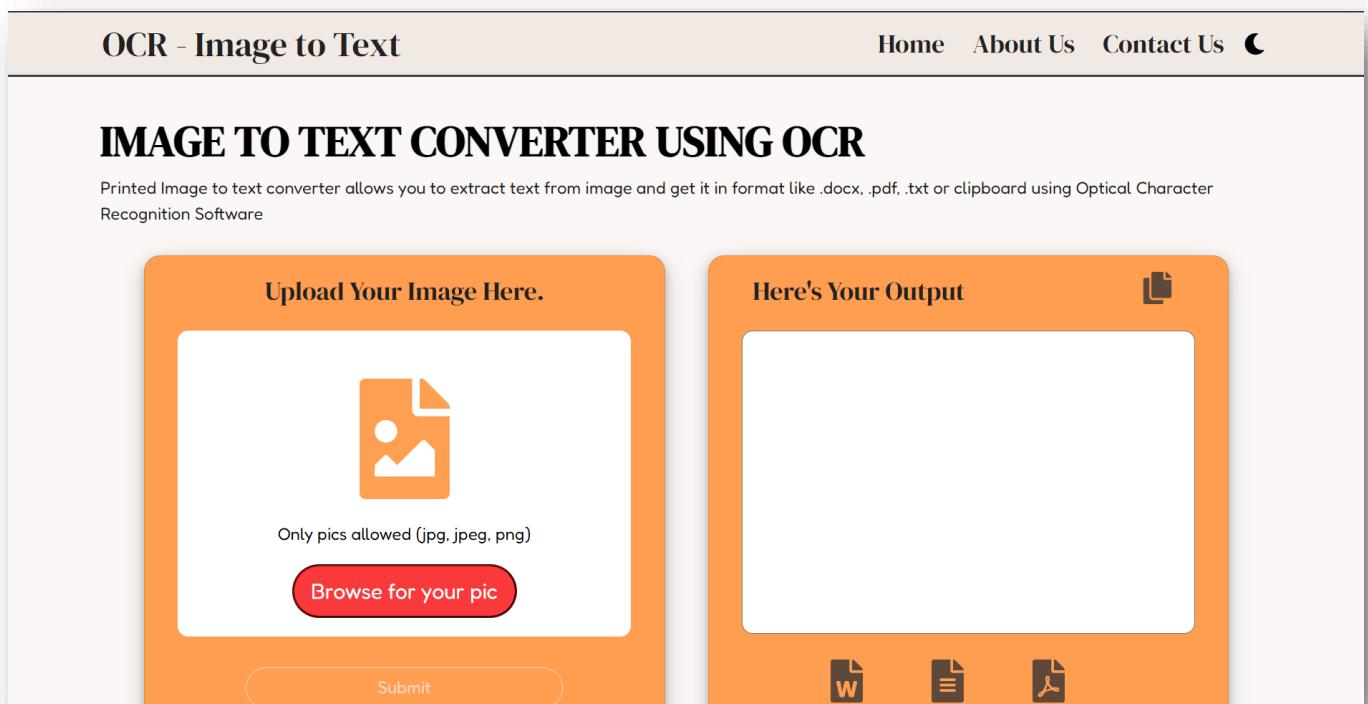 OCR - Image to Text
Home About Us Contact Us
IMAGE TO TEXT CONVERTER USING OCR
Printed Image to text converter allows you to extract text from image and get it in format like .docx, .pdf, .txt or clipboard using Optical Character
Recognition Software
Upload Your Image Here.
Only pics allowed (jpg, jpeg, png)
Browse for your pic
Submit
Here's Your Output
W